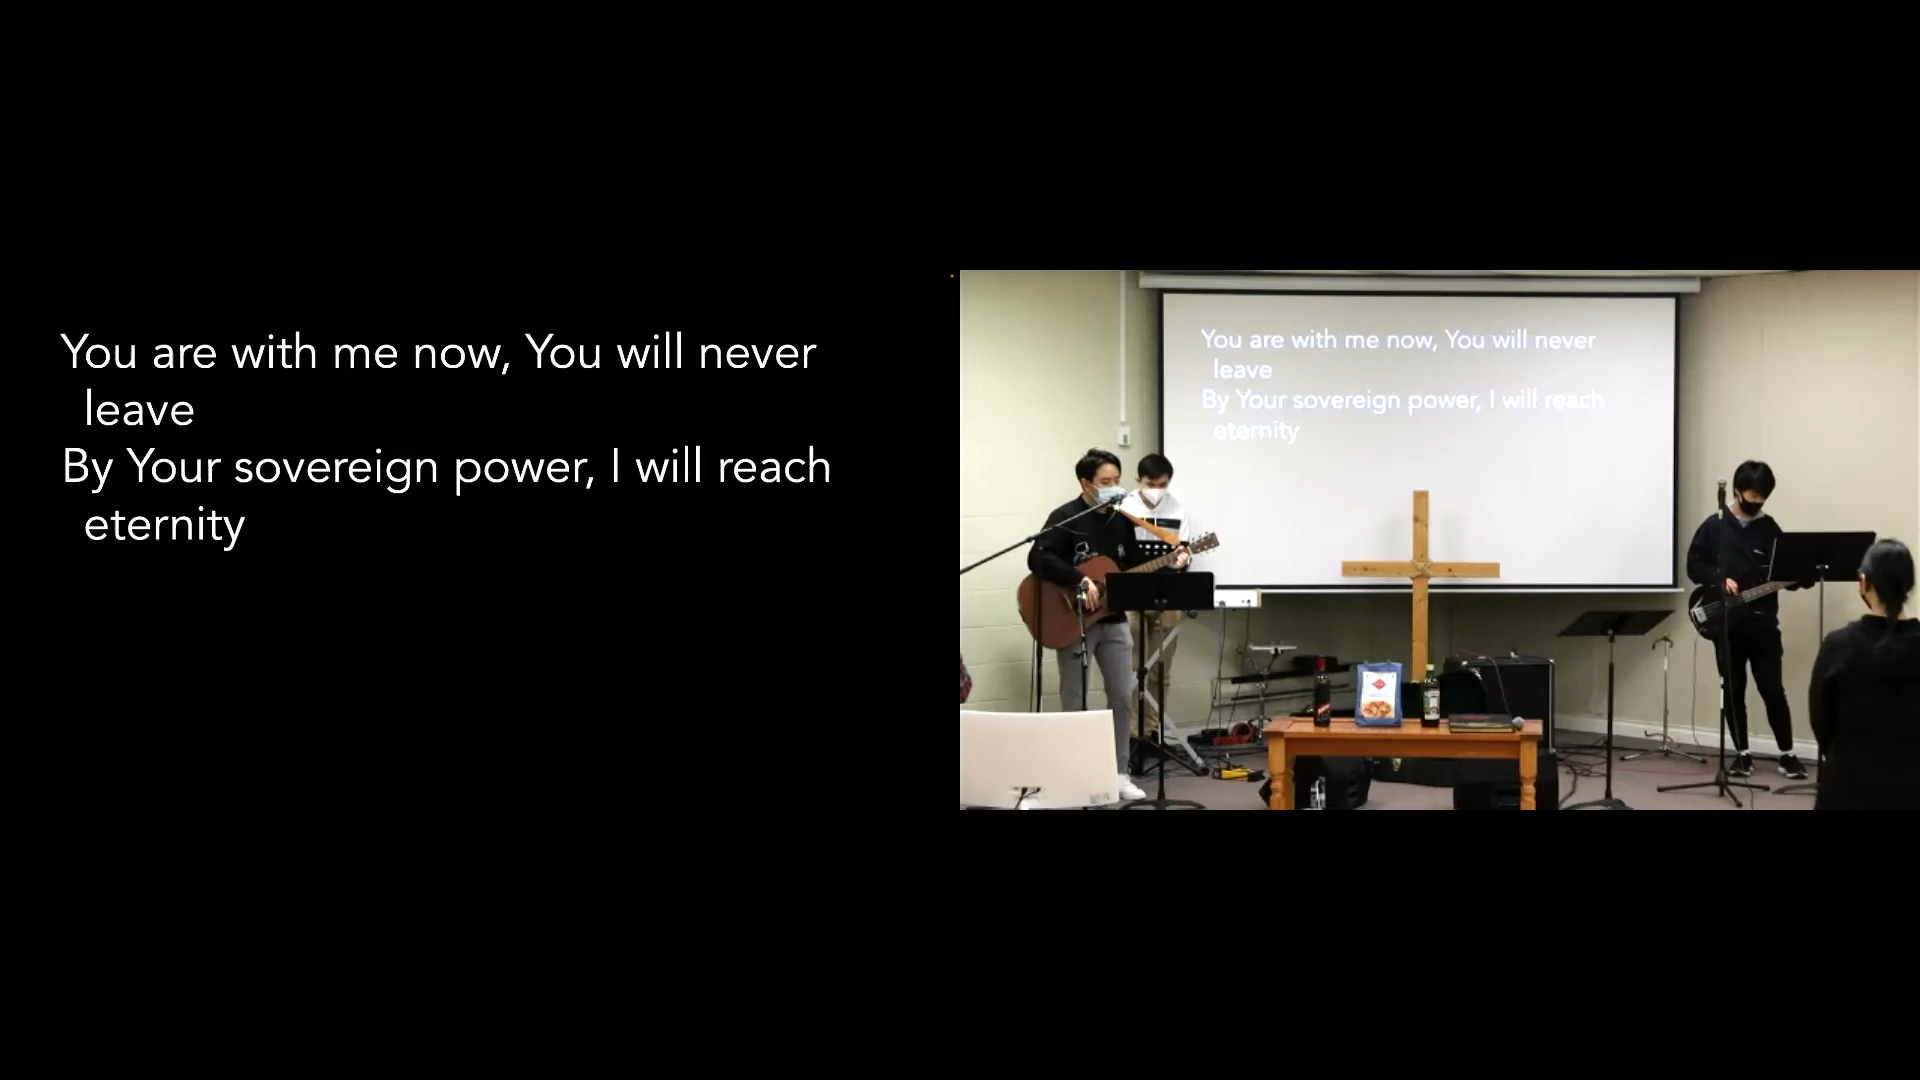 You are with me now, You will never
leave
By Your sovereign power, I will reach
eternity
You are with me now, You will never
leave
By Your sovereign power, I will reach
eternity